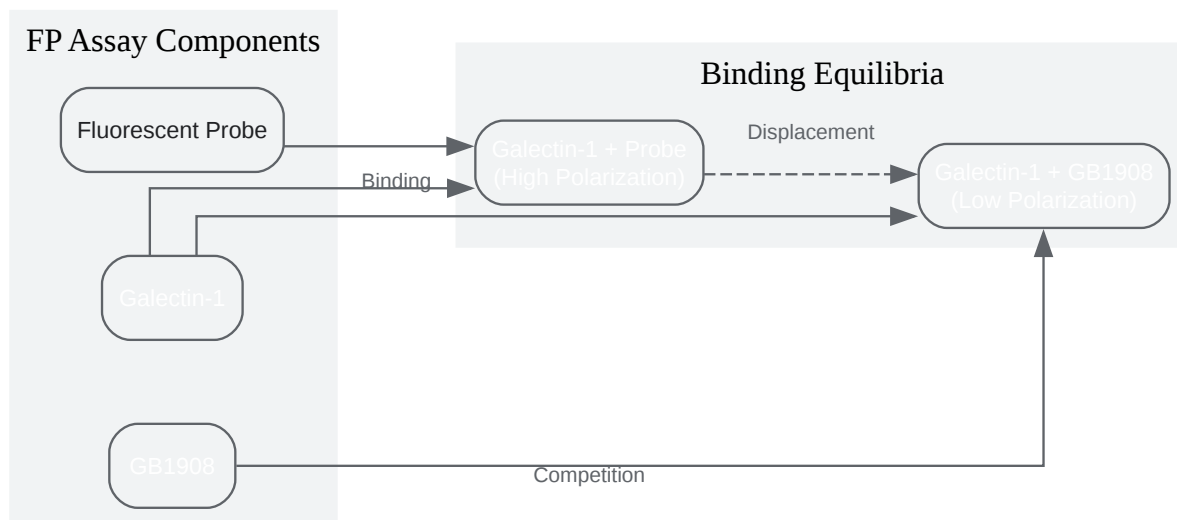 FP Assay Components
Fluorescent Probe
Galectin-1
GB1908
Binding Equilibria
Galectin-1 + Probe
(High Polarization)
Galectin-1 + GB1908
(Low Polarization)
Binding
Displacement
Competition